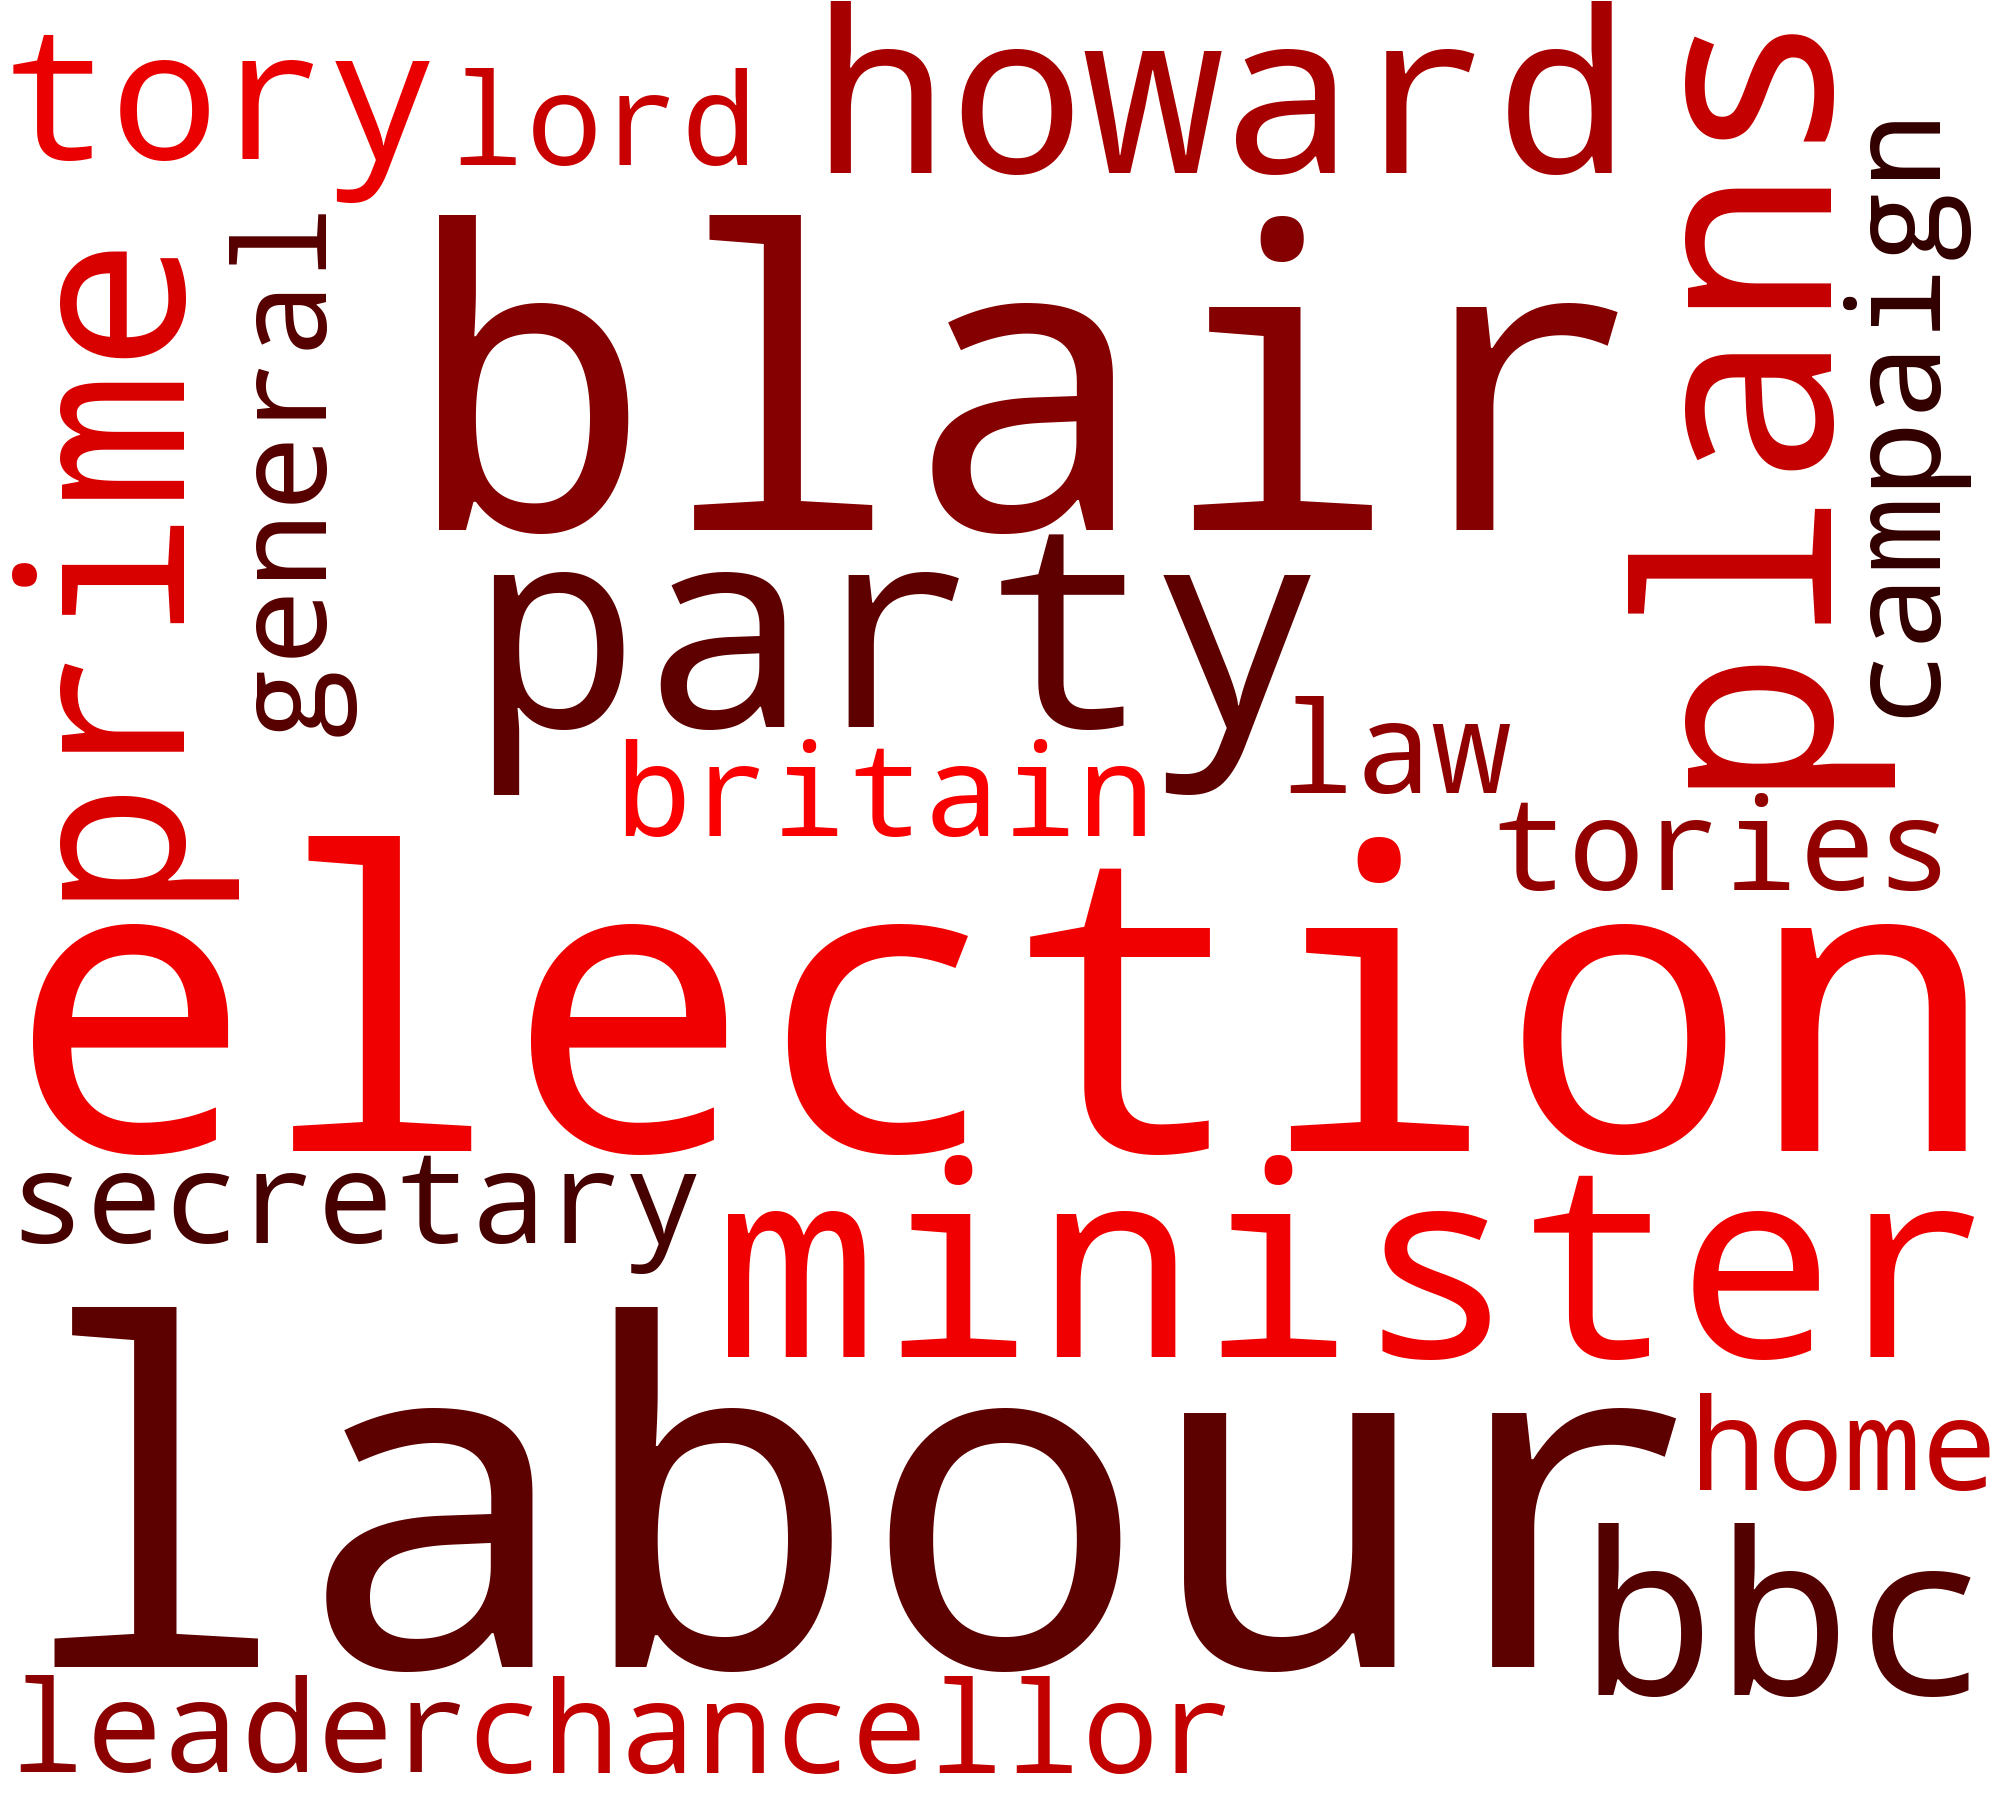 tory
lord
howard
plans
campaign
prime
general
blair
party
law
britain
tories
election
secretary
minister
labour
home
bbc
leader
chancellor